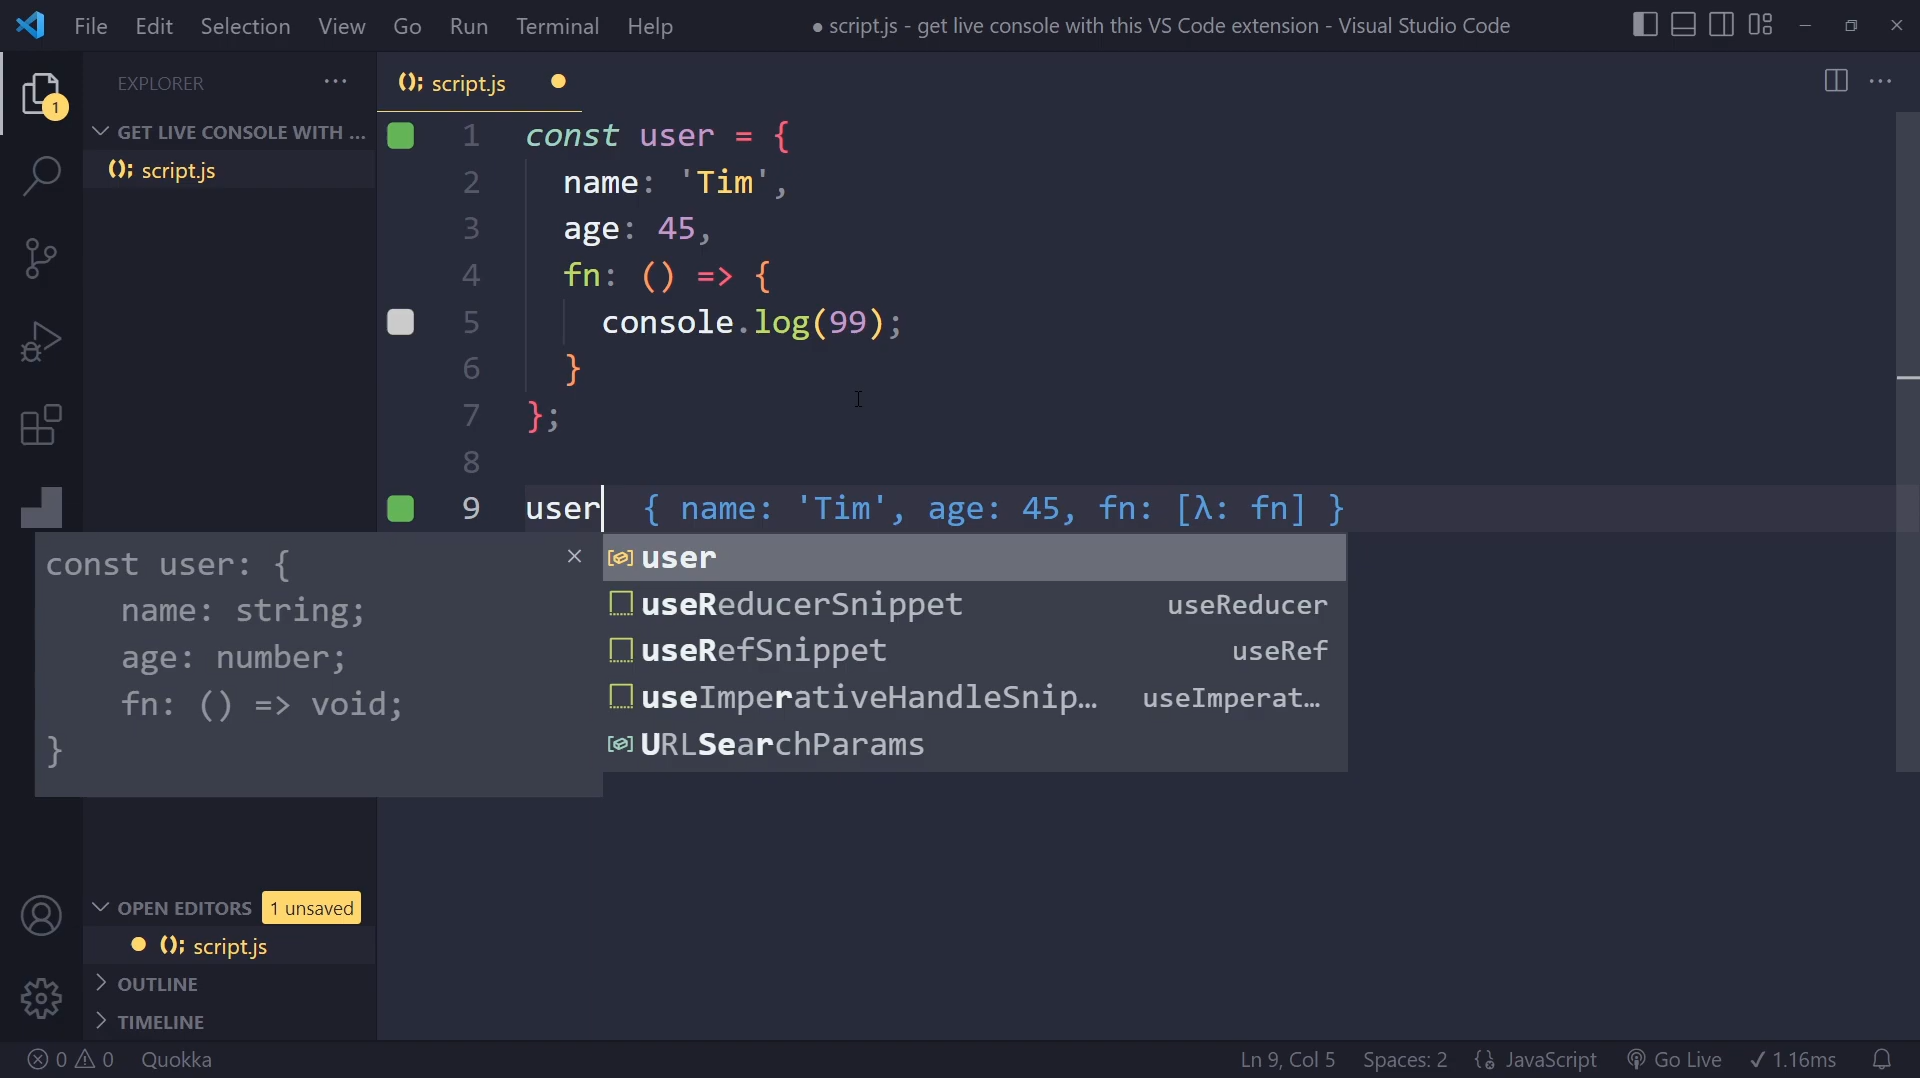 File Edit Selection View Go Run Terminal Help
● script.js - get live console with this VS Code extension - Visual Studio Code
EXPLORER
GET LIVE CONSOLE WITH ...
script.js
1
script.js
1 const user = {
2 name: 'Tim',
3 age: 45,
4 fn: () => {
5 console.log(99);
6 }
7 };
8
9 user { name: 'Tim', age: 45, fn: [λ: fn] }
const user: {
name: string;
age: number;
fn: () => void;
}
user
useReducerSnippet useReducer
useRefSnippet useRef
useImperativeHandleSnip… useImperat…
URLSearchParams
OPEN EDITORS 1 unsaved
script.js
OUTLINE
TIMELINE
0 0 Quokka
Ln 9, Col 5 Spaces: 2 JavaScript Go Live ✓ 1.16ms